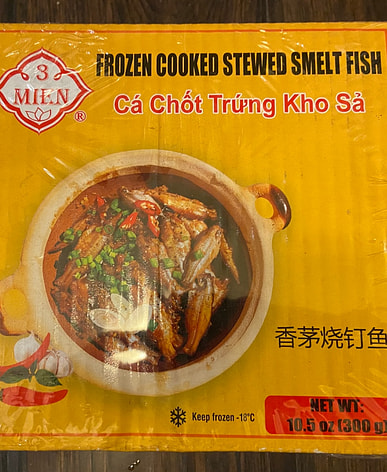 3
MIỀN
®
FROZEN COOKED STEWED SMELT FISH
Cá Chốt Trứng Kho Sả
香茅烧钉鱼
NET WT:
10.5 oz (300 g)
Keep frozen -18°C